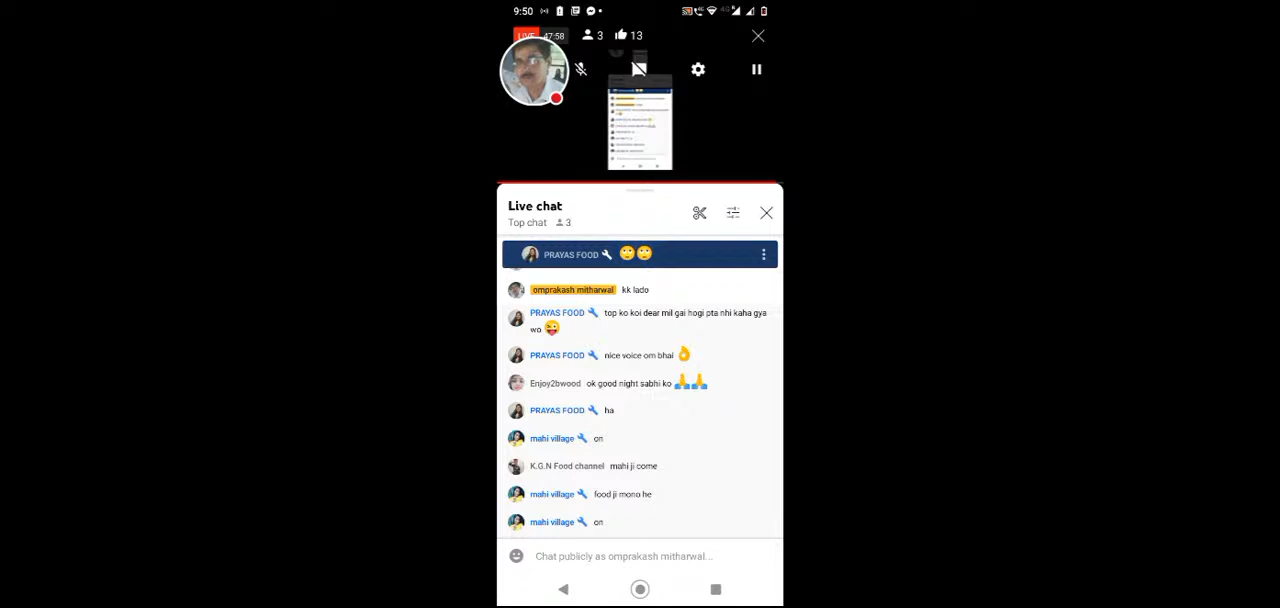 9:50
LIVE 47:58 3 13
Live chat
Top chat 3
PRAYAS FOOD 🙄🙄
omprakash mitharwal kk lado
PRAYAS FOOD top ko koi dear mil gai hogi pta nhi kaha gya
wo 😜
PRAYAS FOOD nice voice om bhai 👌
Enjoy2bwood ok good night sabhi ko 🙏🙏
PRAYAS FOOD ha
mahi village on
K.G.N Food channel mahi ji come
mahi village food ji mono he
mahi village on
Chat publicly as omprakash mitharwal...